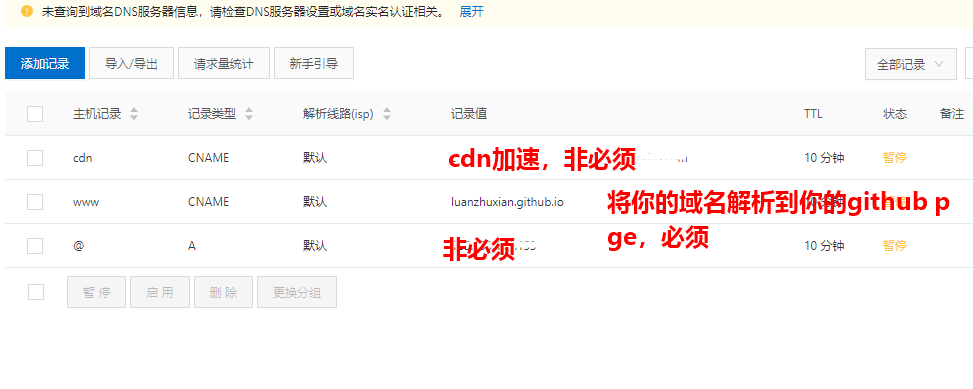 未查询到域名DNS服务器信息，请检查DNS服务器设置或域名实名认证相关。 展开
添加记录 导入/导出 请求量统计 新手引导 全部记录
主机记录 记录类型 解析线路(isp) 记录值 TTL 状态 备注
cdn CNAME 默认 cdn加速，非必须 10 分钟 暂停
www CNAME 默认 luanzhuxian.github.io 将你的域名解析到你的github p
ge，必须
@ A 默认 非必须 10 分钟 暂停
暂 停 启 用 删 除 更换分组